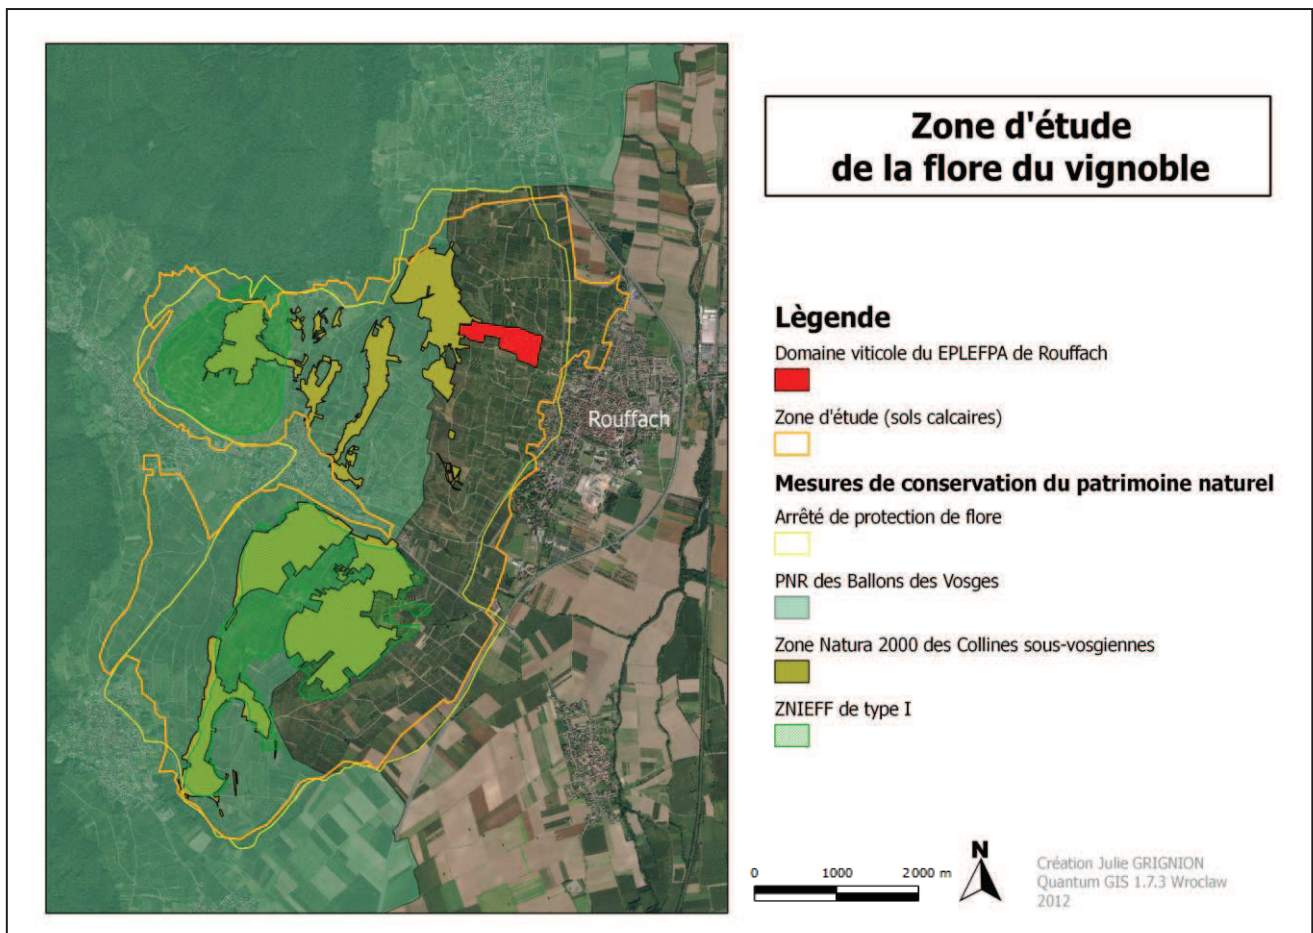 Zone d'étude
de la flore du vignoble
Rouffach
Lègende
Domaine viticole du EPLEFPA de Rouffach
Zone d'étude (sols calcaires)
Mesures de conservation du patrimoine naturel
Arrêté de protection de flore
PNR des Ballons des Vosges
Zone Natura 2000 des Collines sous-vosgiennes
ZNIEFF de type I
0 1000 2000 m
N
Création Julie GRIGNION
Quantum GIS 1.7.3 Wroclaw
2012